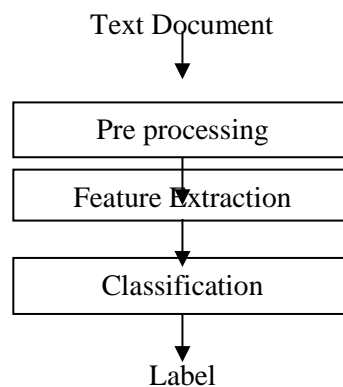 Text Document
Pre processing
Feature Extraction
Classification
Label